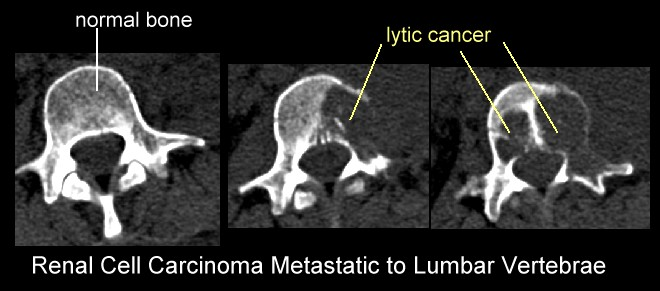 normal bone
lytic cancer
Renal Cell Carcinoma Metastatic to Lumbar Vertebrae